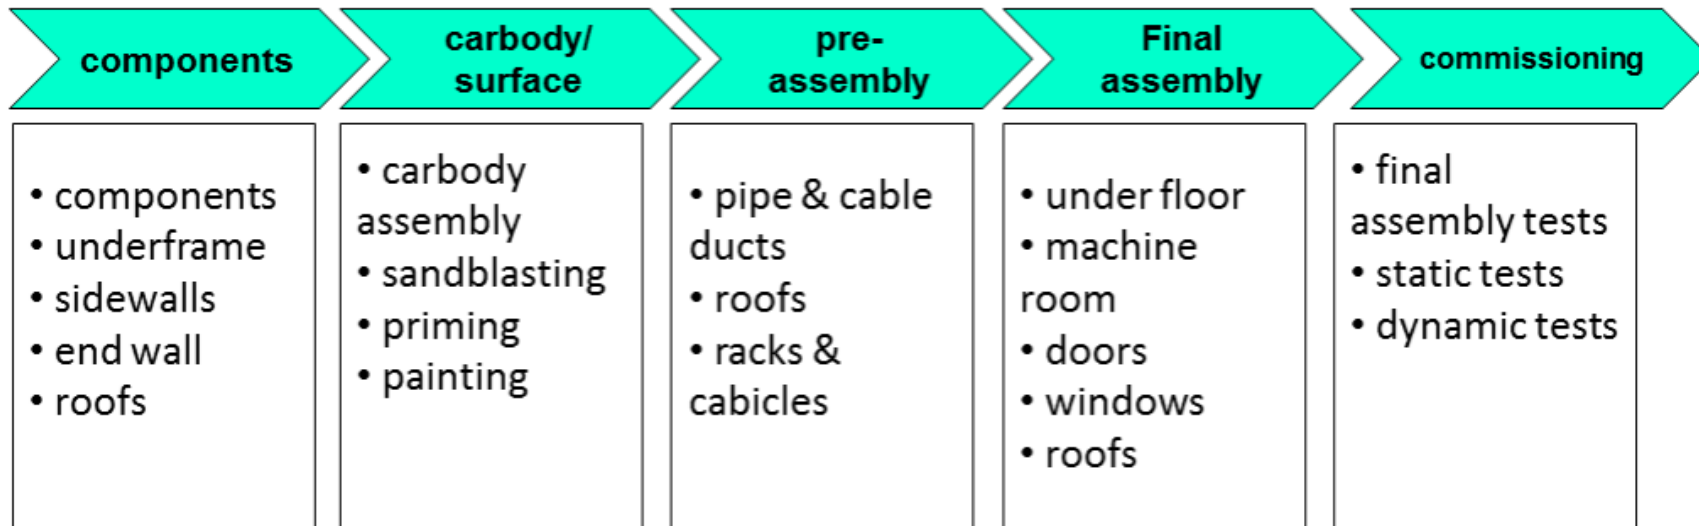 components
carbody/
surface
pre-
assembly
Final
assembly
commissioning
• components
• underframe
• sidewalls
• end wall
• roofs
• carbody
assembly
• sandblasting
• priming
• painting
• pipe & cable
ducts
• roofs
• racks &
cabicles
• under floor
• machine
room
• doors
• windows
• roofs
• final
assembly tests
• static tests
• dynamic tests